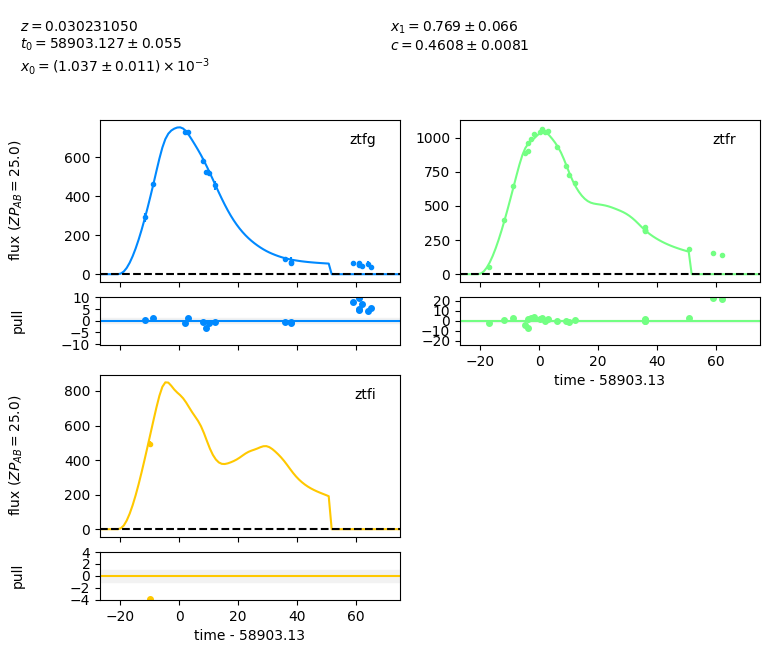 z = 0.030231050
t₀ = 58903.127 ± 0.055
x₀ = (1.037 ± 0.011) × 10⁻³
x₁ = 0.769 ± 0.066
c = 0.4608 ± 0.0081
ztfg
flux (ZP_AB = 25.0)
600
400
200
0
pull
10
5
0
−5
−10
ztfr
1000
750
500
250
0
20
10
0
−10
−20
−20 0 20 40 60
time - 58903.13
ztfi
flux (ZP_AB = 25.0)
800
600
400
200
0
pull
4
2
0
−2
−4
−20 0 20 40 60
time - 58903.13